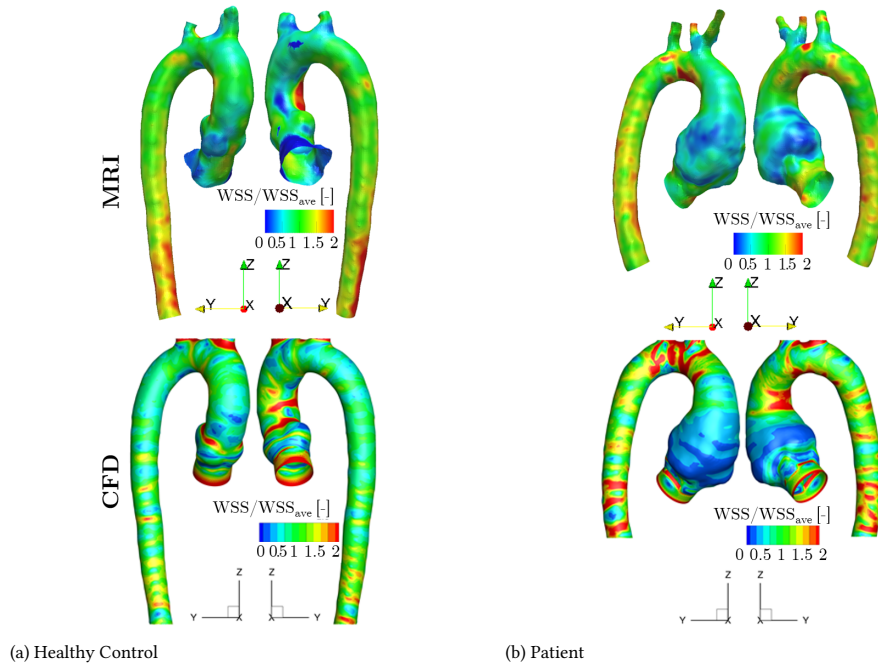 MRI
WSS/WSSave [-]
0 0.5 1 1.5 2
Z Z
Y X X Y
WSS/WSSave [-]
0 0.5 1 1.5 2
Z Z
Y X X Y
CFD
WSS/WSSave [-]
0 0.5 1 1.5 2
Z Z
Y X X Y
WSS/WSSave [-]
0 0.5 1 1.5 2
Z Z
Y X X Y
(a) Healthy Control
(b) Patient